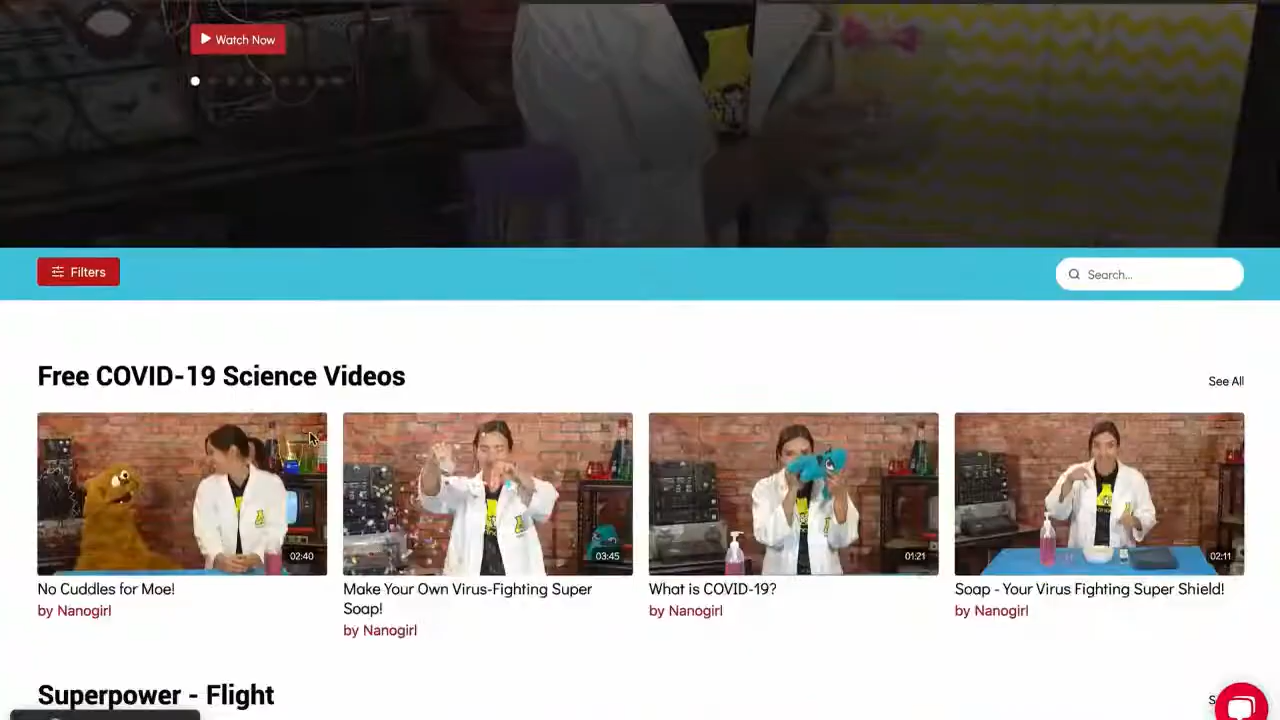 Watch Now
Filters
Search...
Free COVID-19 Science Videos
See All
02:40
03:45
01:21
02:11
No Cuddles for Moe!
by Nanogirl
Make Your Own Virus-Fighting Super
Soap!
by Nanogirl
What is COVID-19?
by Nanogirl
Soap - Your Virus Fighting Super Shield!
by Nanogirl
Superpower - Flight